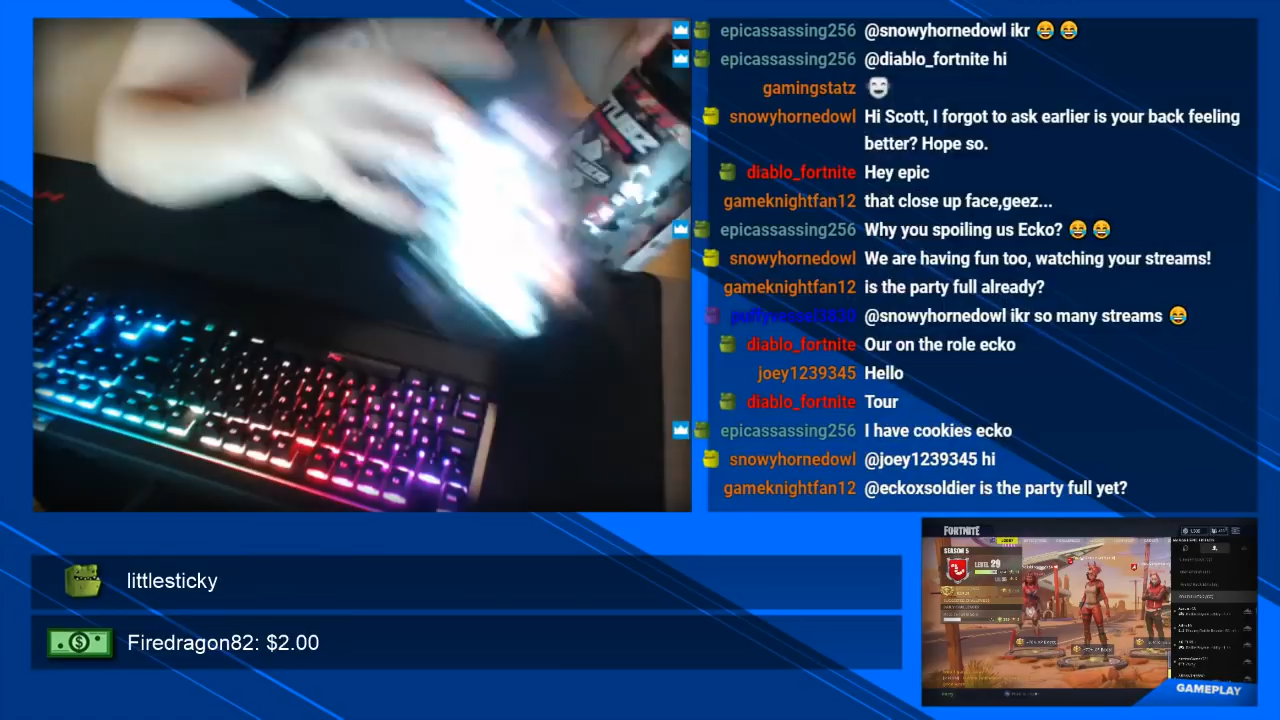 epicassassing256 @snowyhornedowl ikr 😂 😂
epicassassing256 @diablo_fortnite hi
gamingstatz
snowyhornedowl Hi Scott, I forgot to ask earlier is your back feeling
better? Hope so.
diablo_fortnite Hey epic
gameknightfan12 that close up face,geez...
epicassassing256 Why you spoiling us Ecko? 😂 😂
snowyhornedowl We are having fun too, watching your streams!
gameknightfan12 is the party full already?
puffyvessel3830 @snowyhornedowl ikr so many streams 😂
diablo_fortnite Our on the role ecko
joey1239345 Hello
diablo_fortnite Tour
epicassassing256 I have cookies ecko
snowyhornedowl @joey1239345 hi
gameknightfan12 @eckoxsoldier is the party full yet?
TUBZ
littlesticky
Firedragon82: $2.00
FORTNITE
LOBBY
SEASON 5
LEVEL 29
GAMEPLAY